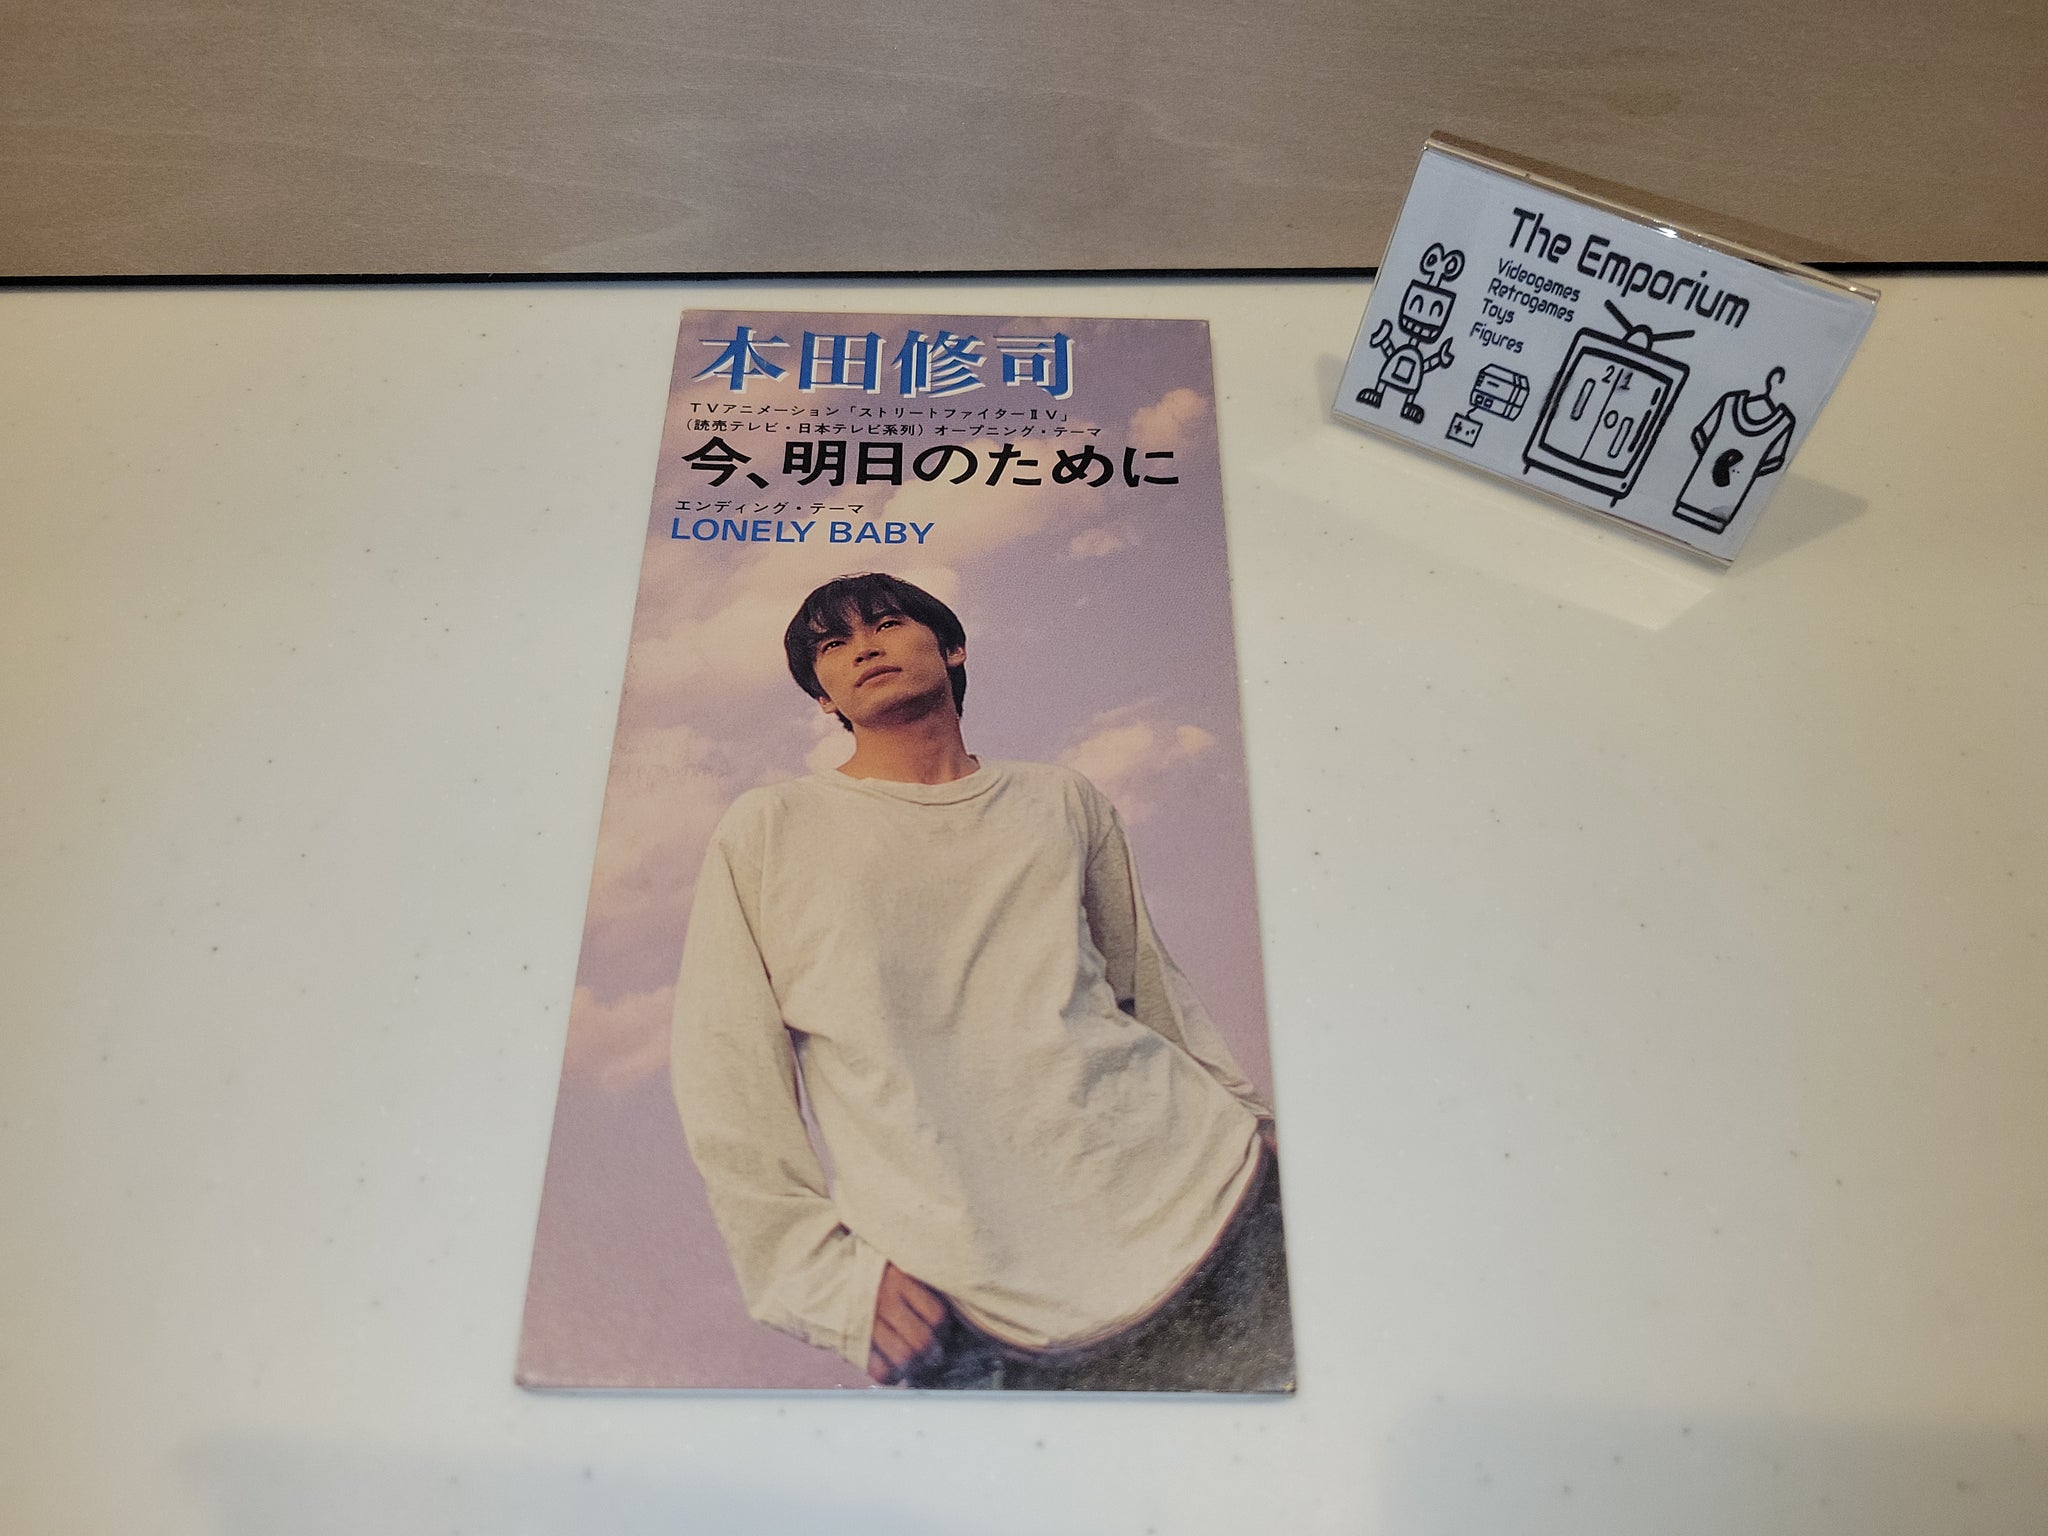 本田修司
TVアニメーション「ストリートファイターⅡV」
(読売テレビ・日本テレビ系列) オープニング・テーマ
今、明日のために
エンディング・テーマ
LONELY BABY
The Emporium
Videogames
Retrogames
Toys
Figures
21